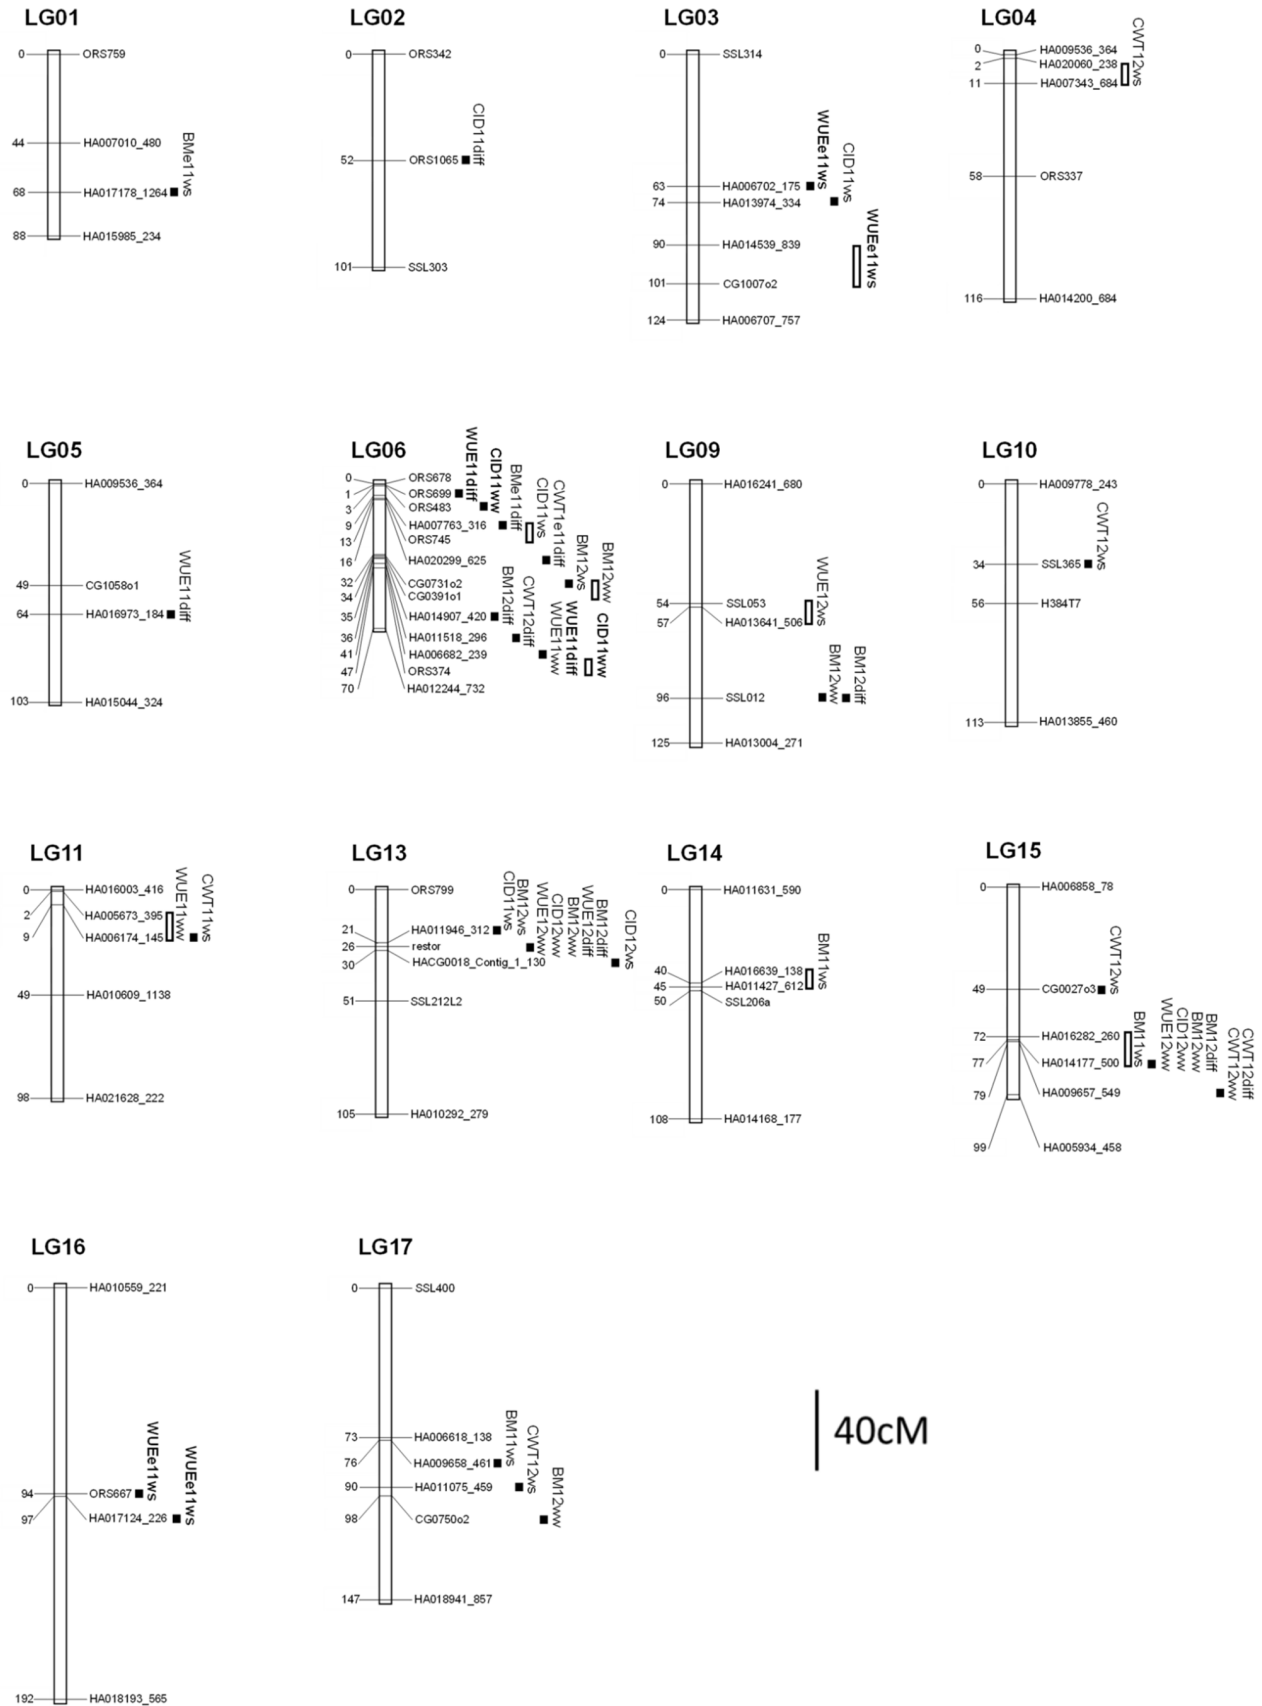 LG01
0 ORS759
44 HA007010_480
68 HA017178_1264
88 HA015985_234
BMe11ws
LG02
0 ORS342
52 ORS1065
101 SSL303
CID11diff
LG03
0 SSL314
63 HA006702_175
74 HA013974_334
90 HA014539_839
101 CG1007o2
124 HA006707_757
WUEe11ws
CID11ws
WUEe11ws
LG04
0 HA009536_364
2 HA020060_238
11 HA007343_684
58 ORS337
116 HA014200_684
CWT12ws
LG05
0 HA009536_364
49 CG1058o1
64 HA016973_184
103 HA015044_324
WUE11diff
LG06
0 ORS678
1 ORS699
3 ORS483
9 HA007763_316
13 ORS745
16 HA020299_625
32 CG0731o2
34 CG0391o1
35 HA014907_420
36 HA011518_296
41 HA006682_239
47 ORS374
70 HA012244_732
WUE11diff
CID11ww
BMe11diff
CID11ws
CWT1e11diff
BM12ws
BM12ww
BM12diff
CWT12diff
WUE11ww
WUE11diff
CID11ww
LG09
0 HA016241_680
54 SSL053
57 HA013641_506
96 SSL012
125 HA013004_271
WUE12ws
BM12ww
BM12diff
LG10
0 HA009778_243
34 SSL365
56 H384T7
113 HA013855_460
CWT12ws
LG11
0 HA016003_416
2 HA005673_395
9 HA006174_145
49 HA010609_1138
98 HA021628_222
WUE11ww
CWT11ws
LG13
0 ORS799
21 HA011946_312
26 restor
30 HACG0018_Contig_1_130
51 SSL212L2
105 HA010292_279
CID11ws
BM12ws
WUE12ww
CID12ww
BM12ww
WUE12diff
BM12diff
CID12ws
LG14
0 HA011631_590
40 HA016639_138
45 HA011427_612
50 SSL206a
108 HA014168_177
BM11ws
LG15
0 HA006858_78
49 CG0027o3
72 HA016282_260
77 HA014177_500
79 HA009657_549
99 HA005934_458
CWT12ws
BM11ws
WUE12ww
CID12ww
BM12ww
BM12diff
CWT12ww
CWT12diff
LG16
0 HA010559_221
94 ORS667
97 HA017124_226
192 HA018193_565
WUEe11ws
WUEe11ws
LG17
0 SSL400
73 HA006618_138
76 HA009658_461
90 HA011075_459
98 CG0750o2
147 HA018941_857
BM11ws
CWT12ws
BM12ww
40cM